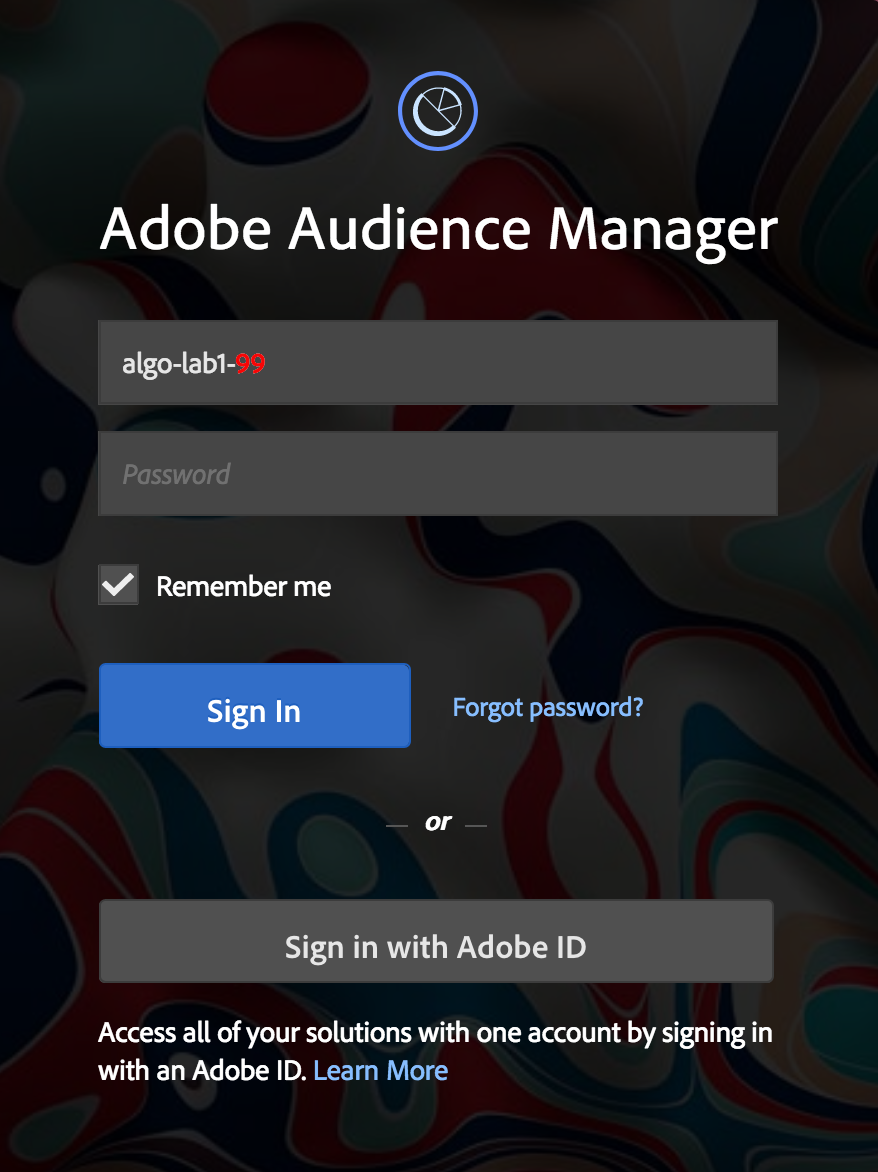 Adobe Audience Manager
algo-lab1-99
Password
Remember me
Sign In
Forgot password?
or
Sign in with Adobe ID
Access all of your solutions with one account by signing in
with an Adobe ID. Learn More